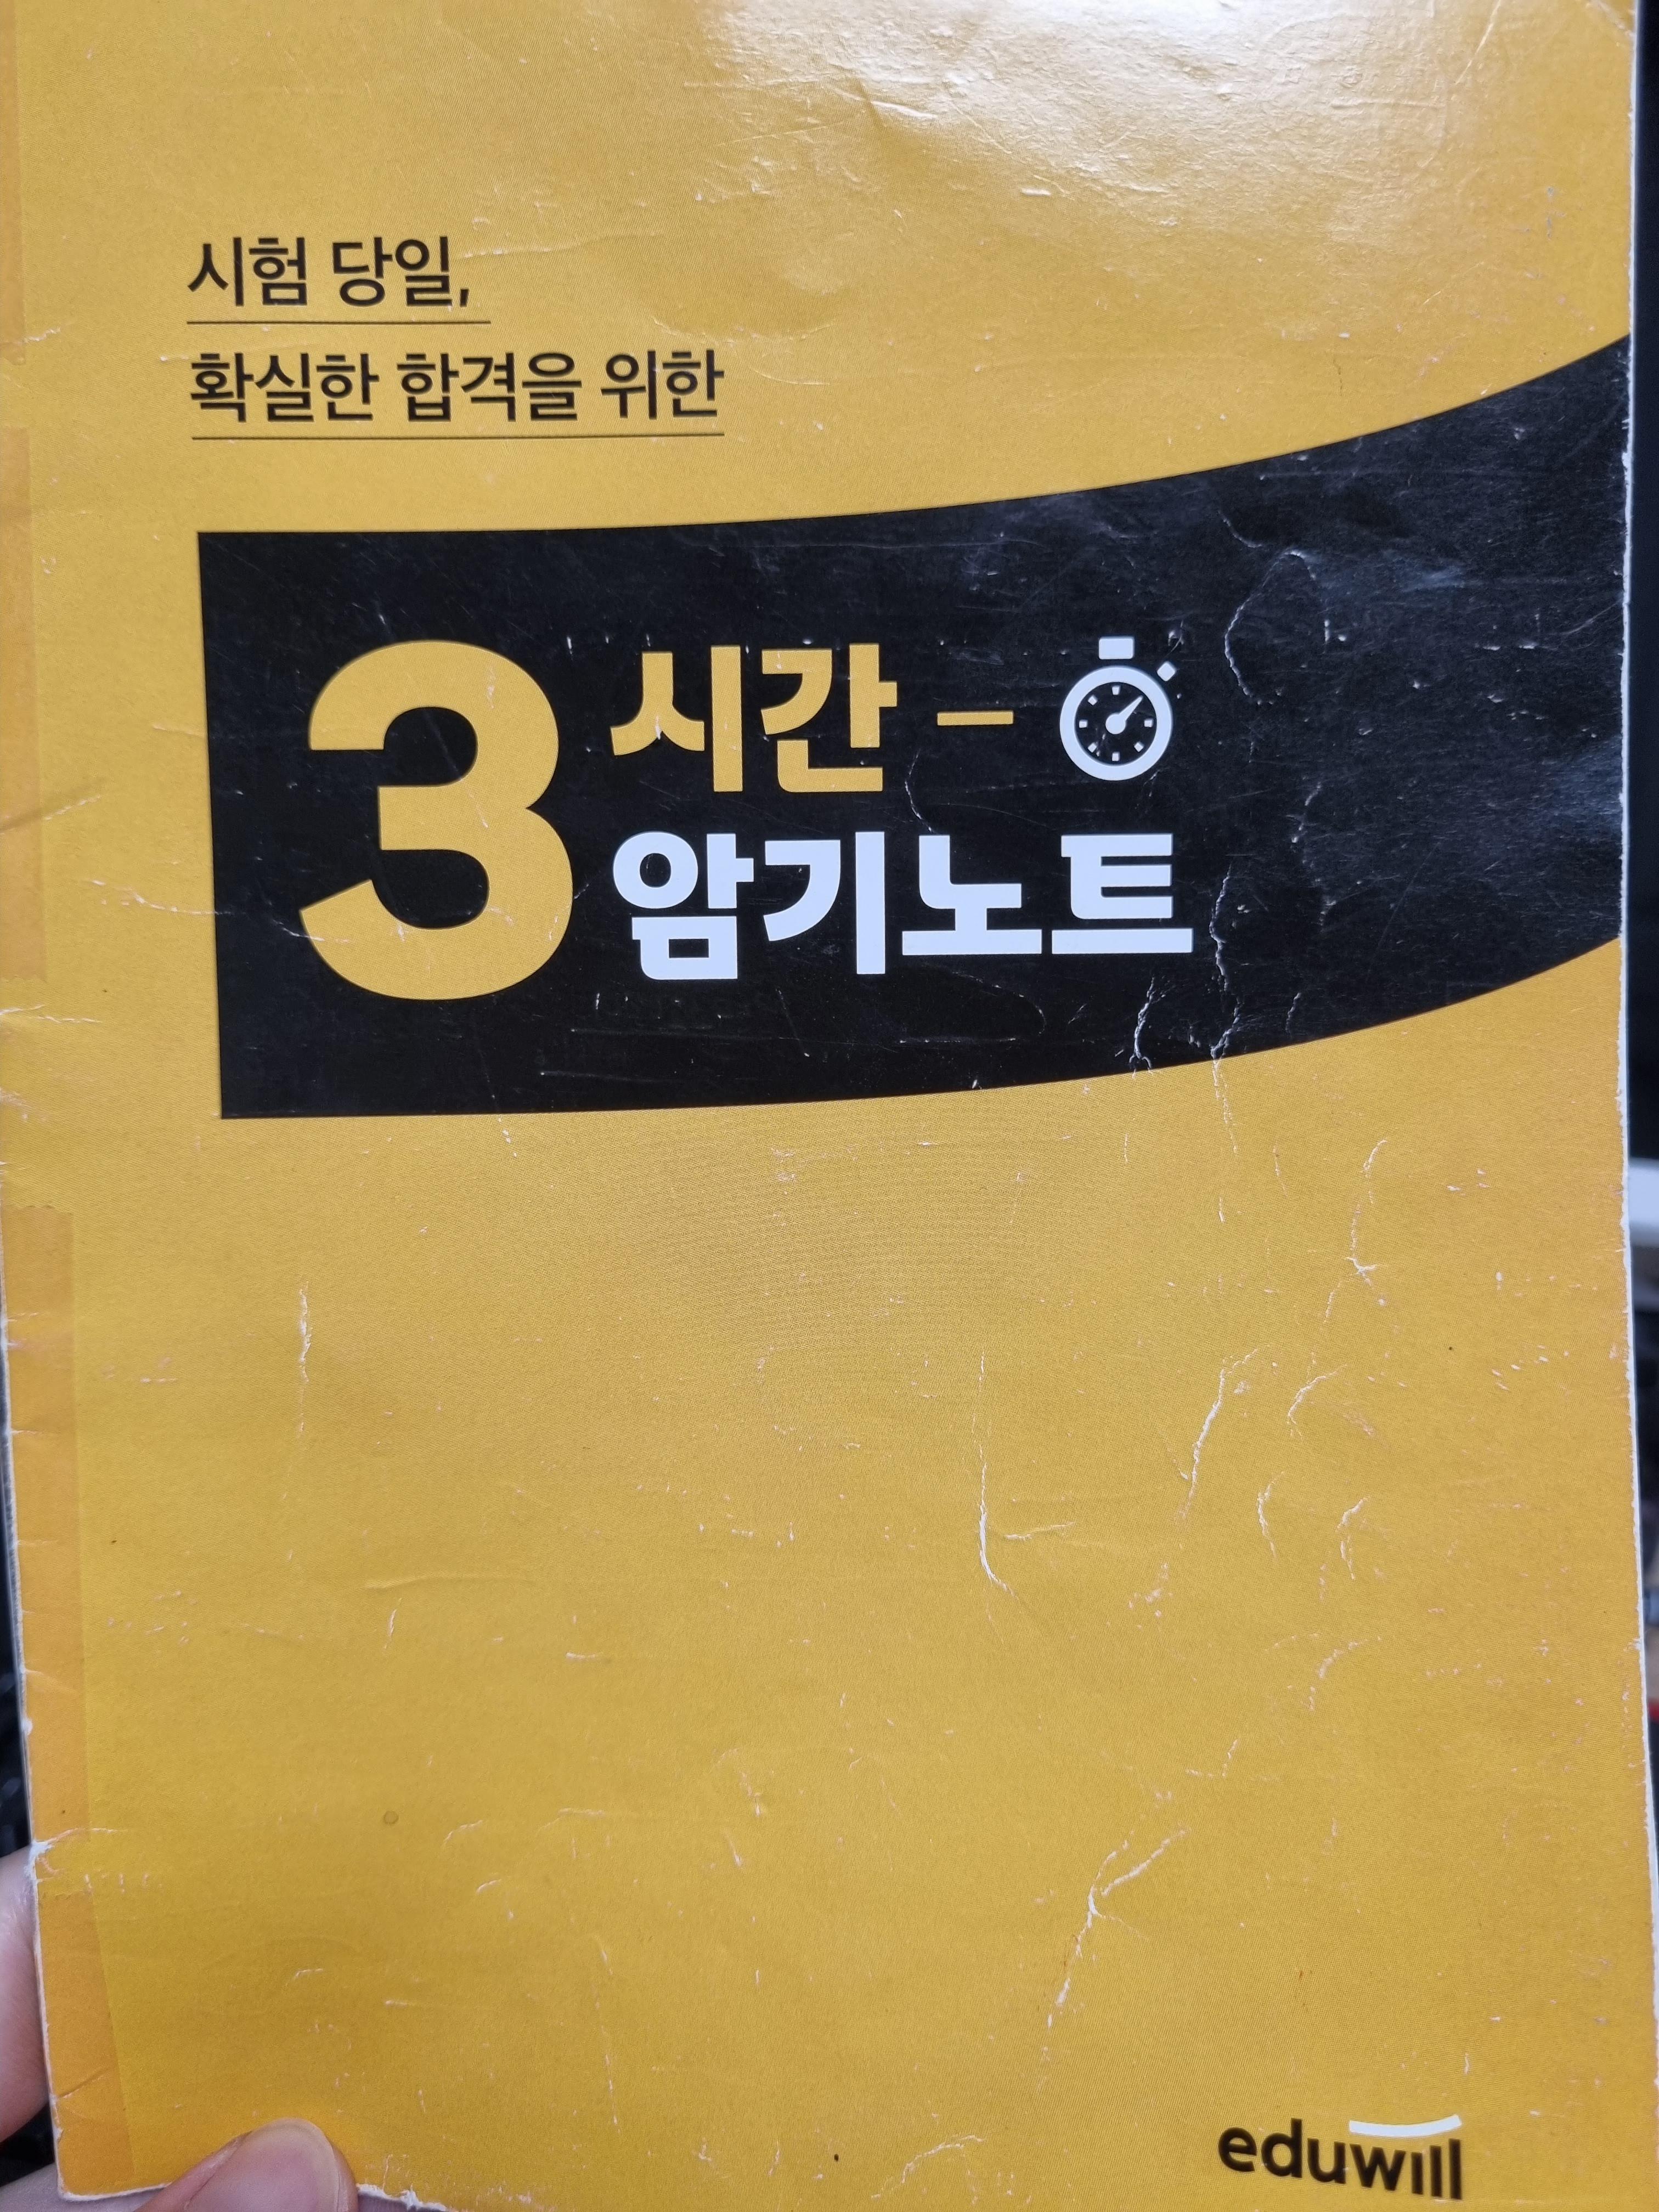 시험 당일,
확실한 합격을 위한
3시간 –
암기노트
eduwill